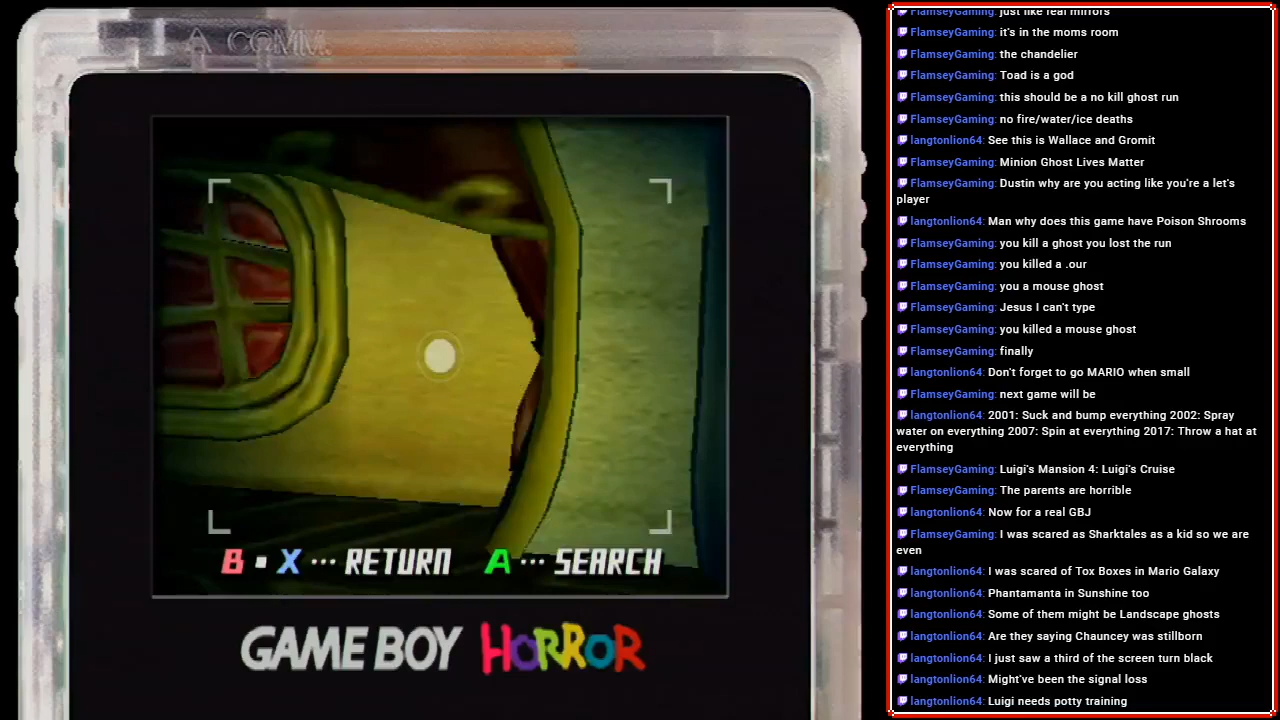 A COMM.
B ▪ X ··· RETURN A ··· SEARCH
GAME BOY HORROR
FlamseyGaming: just like real mirrors
FlamseyGaming: it's in the moms room
FlamseyGaming: the chandelier
FlamseyGaming: Toad is a god
FlamseyGaming: this should be a no kill ghost run
FlamseyGaming: no fire/water/ice deaths
langtonlion64: See this is Wallace and Gromit
FlamseyGaming: Minion Ghost Lives Matter
FlamseyGaming: Dustin why are you acting like you're a let's
player
langtonlion64: Man why does this game have Poison Shrooms
FlamseyGaming: you kill a ghost you lost the run
FlamseyGaming: you killed a .our
FlamseyGaming: you a mouse ghost
FlamseyGaming: Jesus I can't type
FlamseyGaming: you killed a mouse ghost
FlamseyGaming: finally
langtonlion64: Don't forget to go MARIO when small
FlamseyGaming: next game will be
langtonlion64: 2001: Suck and bump everything 2002: Spray
water on everything 2007: Spin at everything 2017: Throw a hat at
everything
FlamseyGaming: Luigi's Mansion 4: Luigi's Cruise
FlamseyGaming: The parents are horrible
langtonlion64: Now for a real GBJ
FlamseyGaming: I was scared as Sharktales as a kid so we are
even
langtonlion64: I was scared of Tox Boxes in Mario Galaxy
langtonlion64: Phantamanta in Sunshine too
langtonlion64: Some of them might be Landscape ghosts
langtonlion64: Are they saying Chauncey was stillborn
langtonlion64: I just saw a third of the screen turn black
langtonlion64: Might've been the signal loss
langtonlion64: Luigi needs potty training